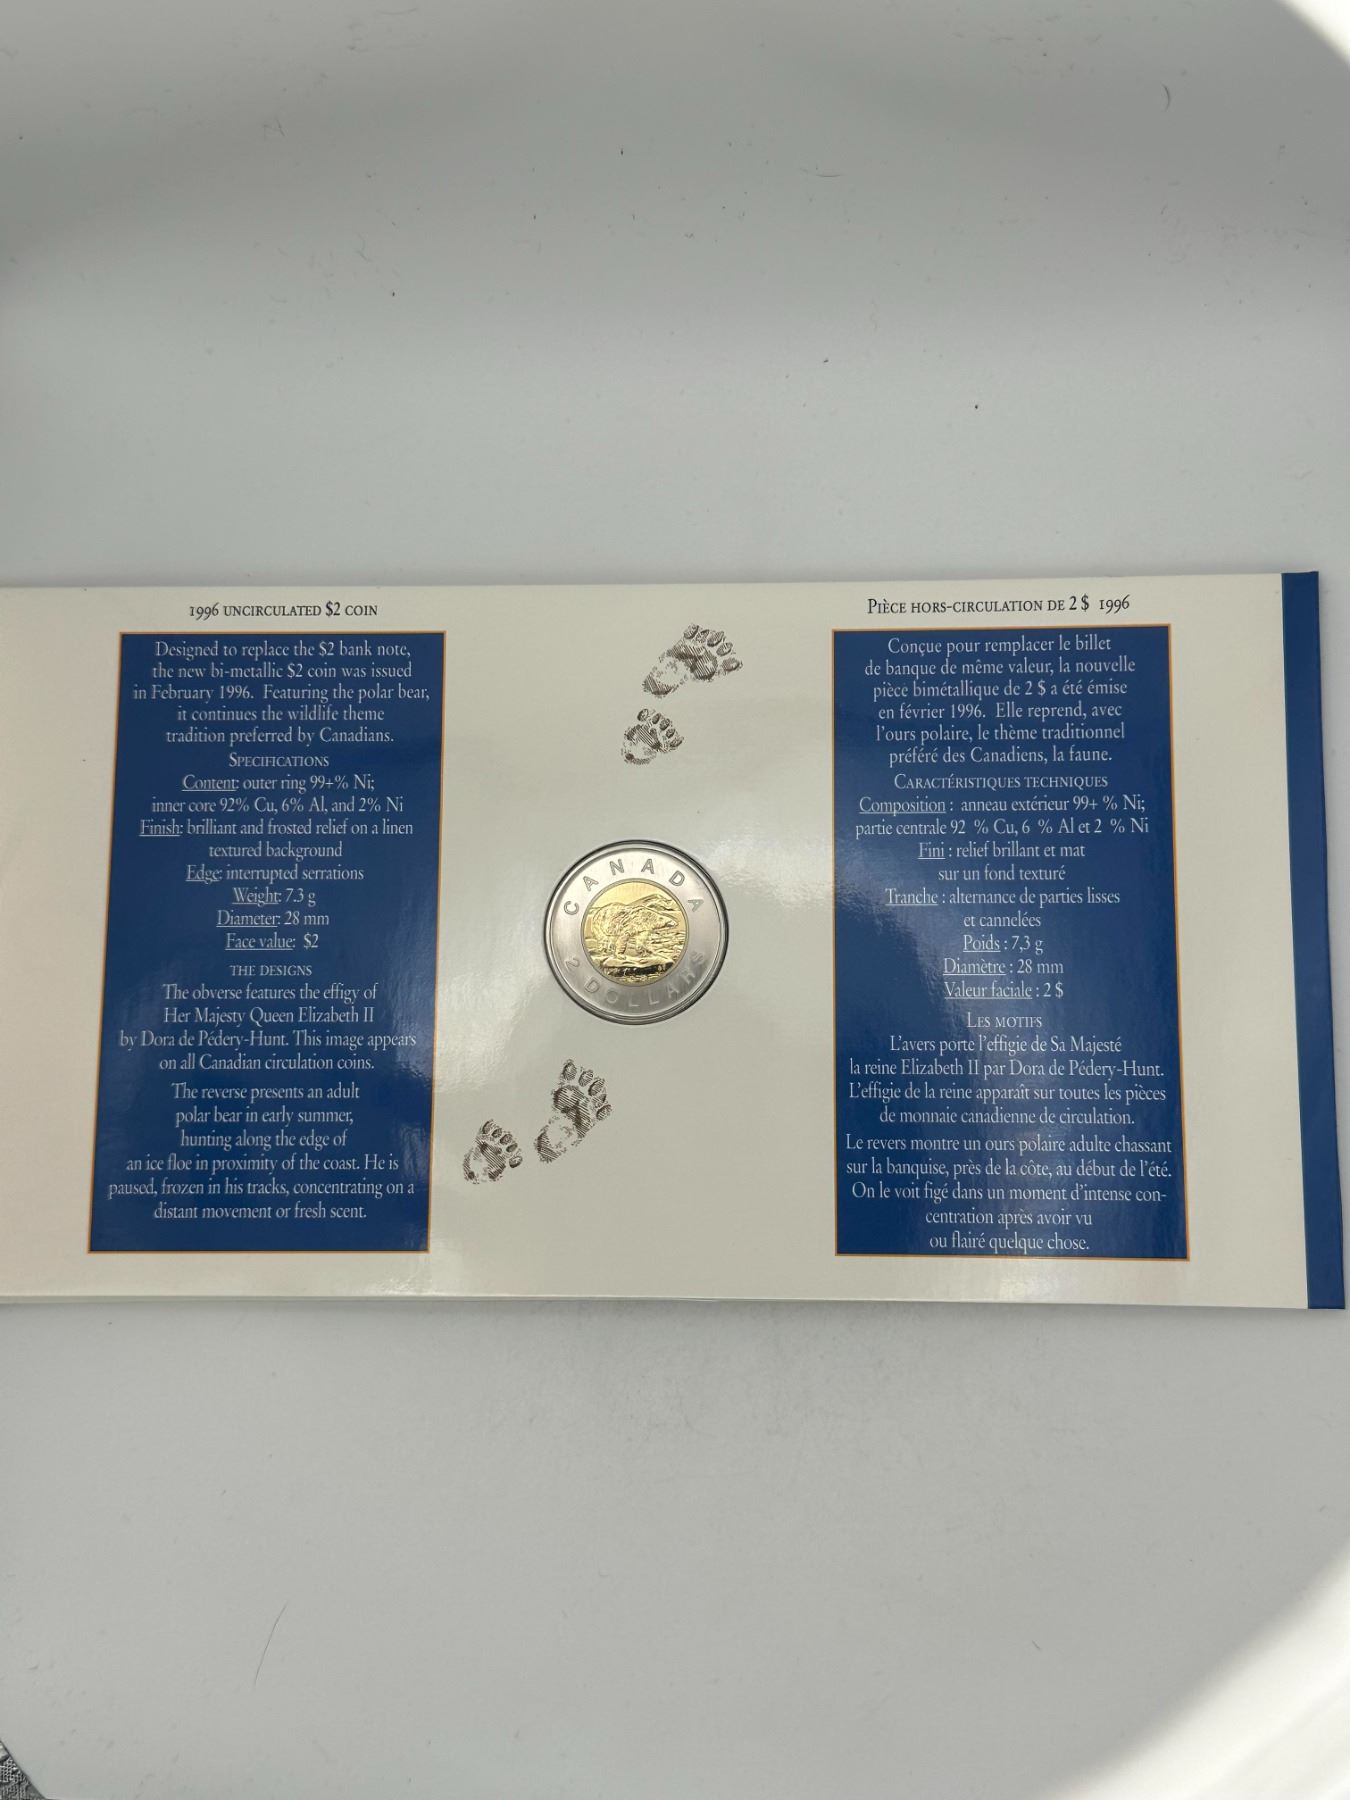 1996 UNCIRCULATED $2 COIN
Designed to replace the $2 bank note,
the new bi-metallic $2 coin was issued
in February 1996. Featuring the polar bear,
it continues the wildlife theme
tradition preferred by Canadians.
SPECIFICATIONS
Content: outer ring 99+% Ni;
inner core 92% Cu, 6% Al, and 2% Ni
Finish: brilliant and frosted relief on a linen
textured background
Edge: interrupted serrations
Weight: 7.3 g
Diameter: 28 mm
Face value: $2
THE DESIGNS
The obverse features the effigy of
Her Majesty Queen Elizabeth II
by Dora de Pédery-Hunt. This image appears
on all Canadian circulation coins.
The reverse presents an adult
polar bear in early summer,
hunting along the edge of
an ice floe in proximity of the coast. He is
paused, frozen in his tracks, concentrating on a
distant movement or fresh scent.
CANADA
2 DOLLARS
PIÈCE HORS-CIRCULATION DE 2 $ 1996
Conçue pour remplacer le billet
de banque de même valeur, la nouvelle
pièce bimétallique de 2 $ a été émise
en février 1996. Elle reprend, avec
l'ours polaire, le thème traditionnel
préféré des Canadiens, la faune.
CARACTÉRISTIQUES TECHNIQUES
Composition : anneau extérieur 99+ % Ni;
partie centrale 92 % Cu, 6 % Al et 2 % Ni
Fini : relief brillant et mat
sur un fond texturé
Tranche : alternance de parties lisses
et cannelées
Poids : 7,3 g
Diamètre : 28 mm
Valeur faciale : 2 $
LES MOTIFS
L'avers porte l'effigie de Sa Majesté
la reine Elizabeth II par Dora de Pédery-Hunt.
L'effigie de la reine apparaît sur toutes les pièces
de monnaie canadienne de circulation.
Le revers montre un ours polaire adulte chassant
sur la banquise, près de la côte, au début de l'été.
On le voit figé dans un moment d'intense con-
centration après avoir vu
ou flairé quelque chose.